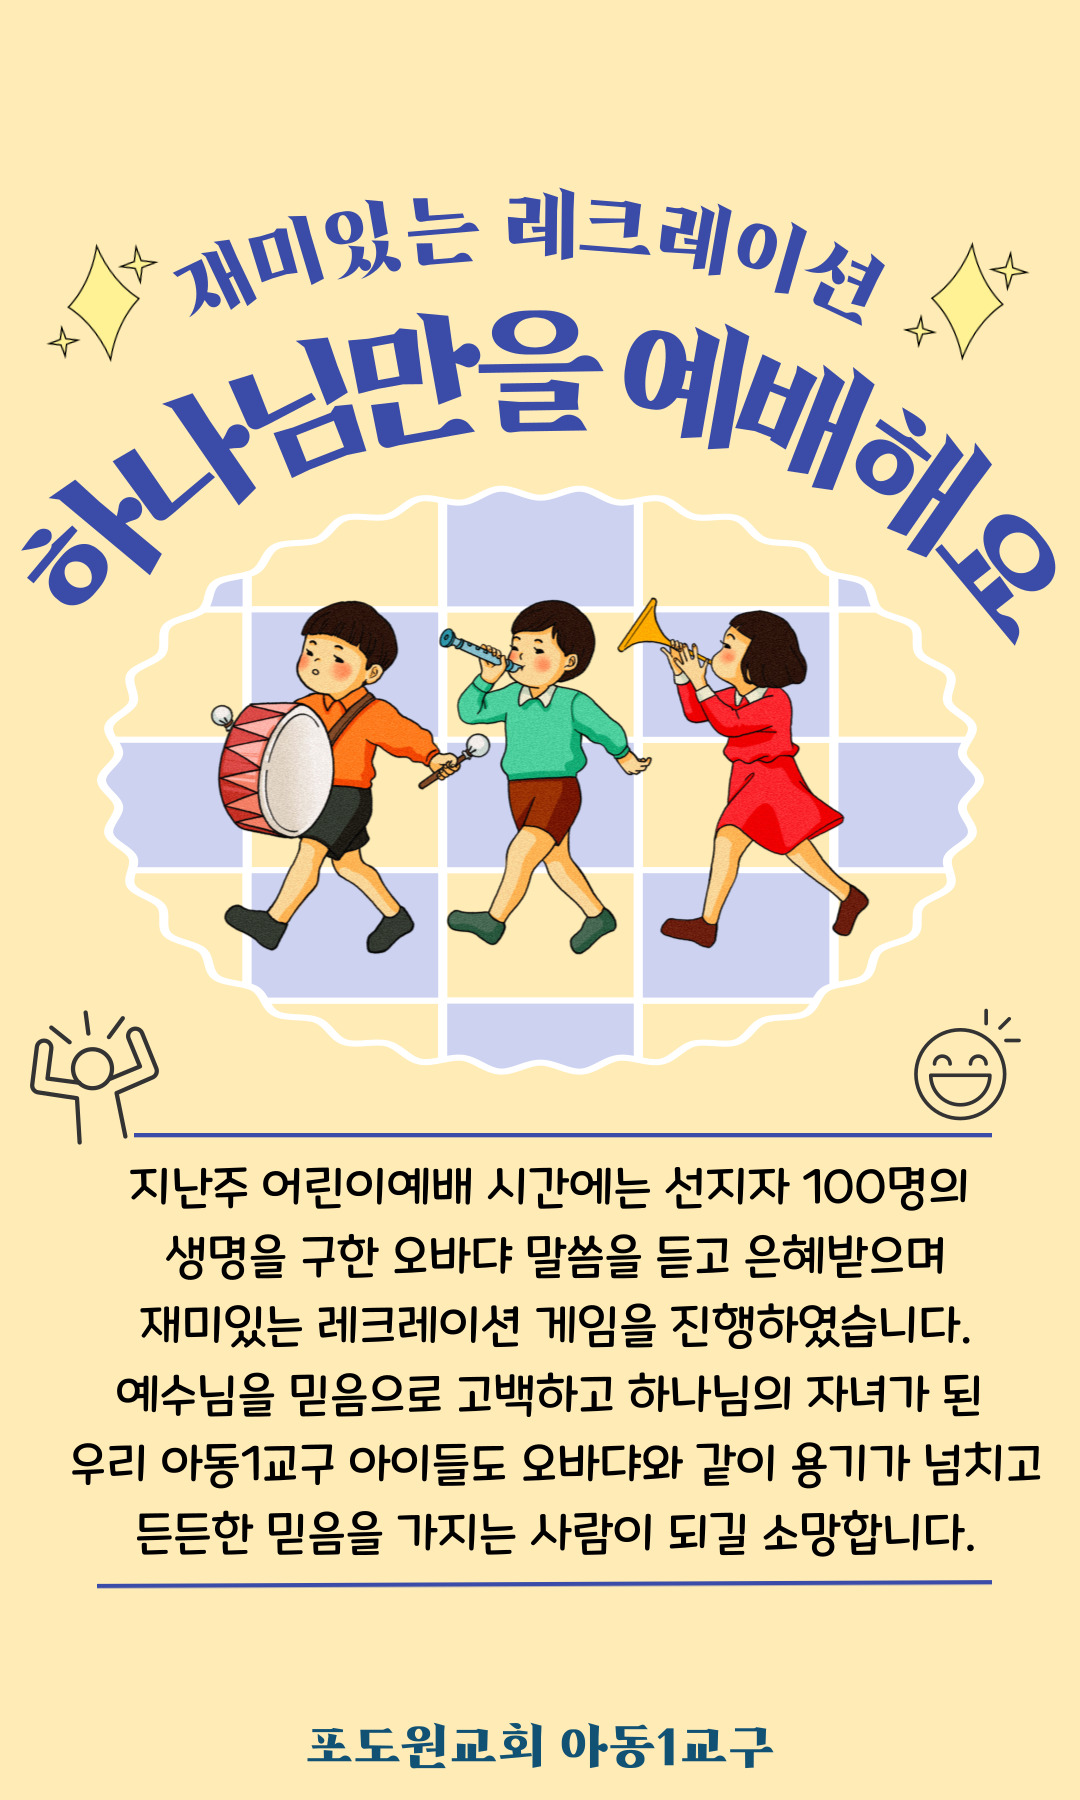 재미있는 레크레이션
하나님만을 예배해요
지난주 어린이예배 시간에는 선지자 100명의
생명을 구한 오바댜 말씀을 듣고 은혜받으며
재미있는 레크레이션 게임을 진행하였습니다.
예수님을 믿음으로 고백하고 하나님의 자녀가 된
우리 아동1교구 아이들도 오바댜와 같이 용기가 넘치고
든든한 믿음을 가지는 사람이 되길 소망합니다.
포도원교회 아동1교구